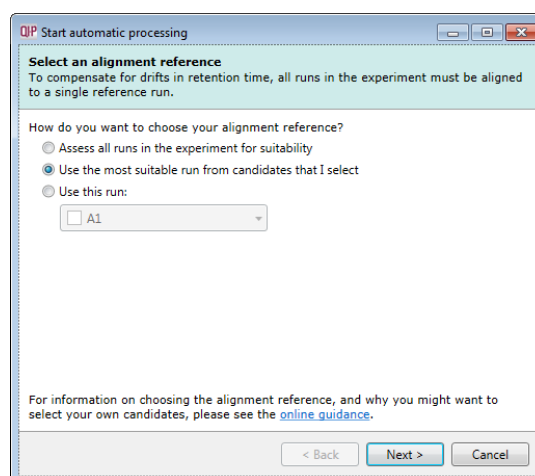 QIP Start automatic processing
Select an alignment reference
To compensate for drifts in retention time, all runs in the experiment must be aligned
to a single reference run.
How do you want to choose your alignment reference?
Assess all runs in the experiment for suitability
Use the most suitable run from candidates that I select
Use this run:
A1
For information on choosing the alignment reference, and why you might want to
select your own candidates, please see the online guidance.
< Back Next > Cancel